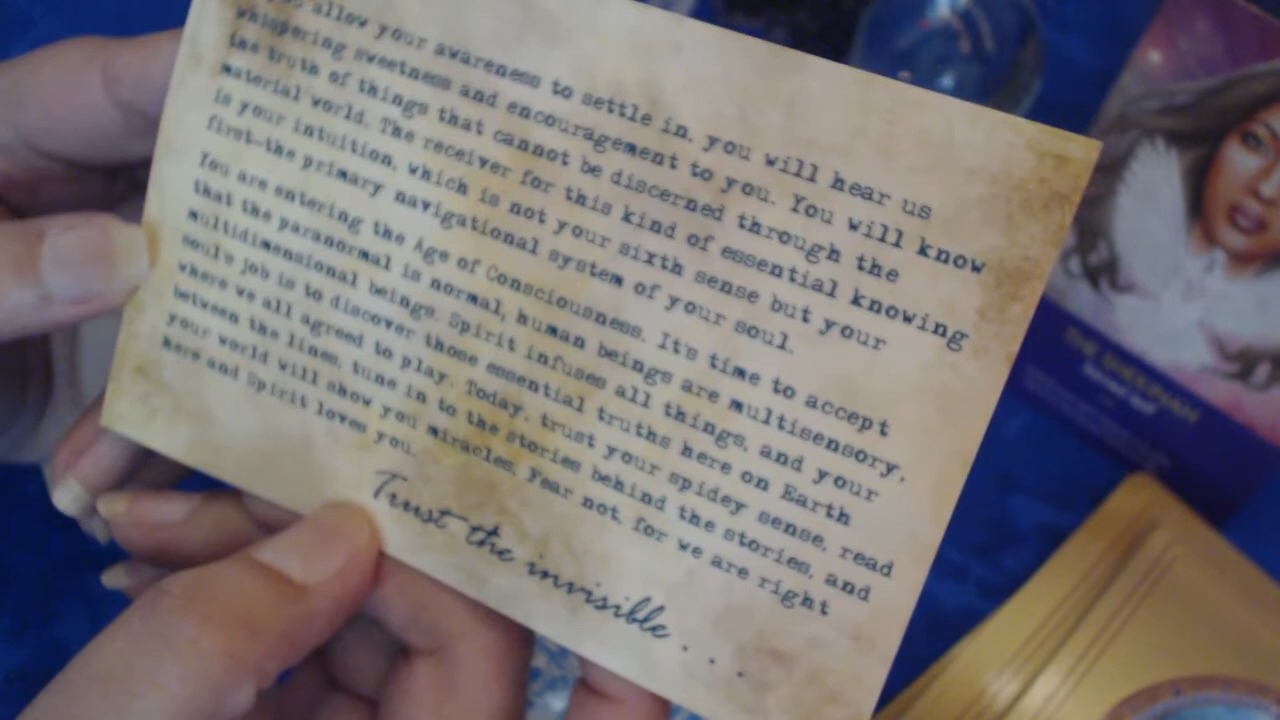 you allow your awareness to settle in, you will hear us
whispering sweetness and encouragement to you. You will know
the truth of things that cannot be discerned through the
material world. The receiver for this kind of essential knowing
is your intuition, which is not your sixth sense but your
first—the primary navigational system of your soul.
You are entering the Age of Consciousness. It's time to accept
that the paranormal is normal, human beings are multisensory,
multidimensional beings. Spirit infuses all things, and your
soul's job is to discover those essential truths here on Earth
where we all agreed to play. Today, trust your spidey sense, read
between the lines, tune in to the stories behind the stories, and
your world will show you miracles. Fear not, for we are right
here and Spirit loves you.
Trust the invisible . . .
THE SHEKINAH